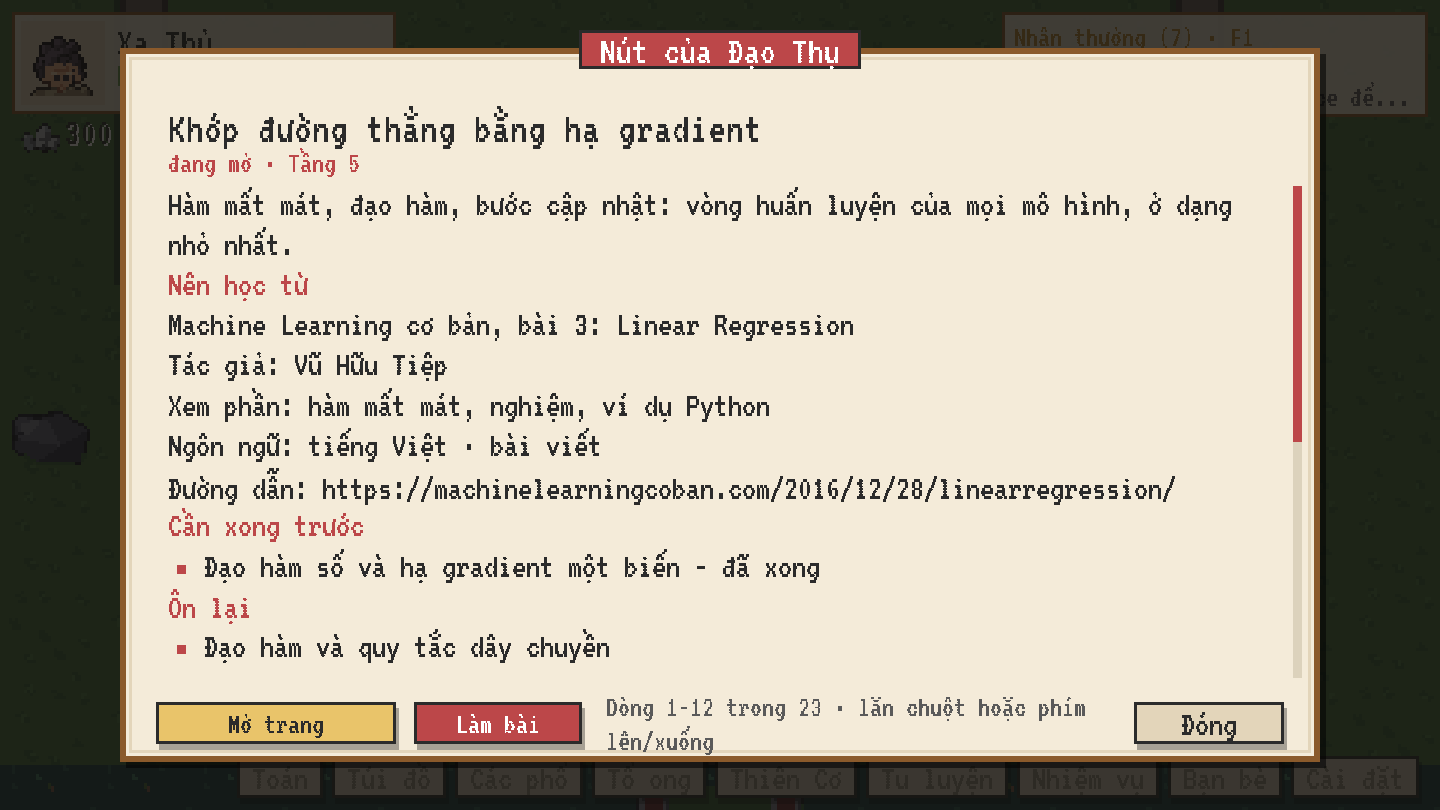 Xạ Thủ
Nhân thưởng (7) · F1
300
Nút của Đạo Thụ
Khớp đường thẳng bằng hạ gradient
đang mở · Tầng 5
Hàm mất mát, đạo hàm, bước cập nhật: vòng huấn luyện của mọi mô hình, ở dạng
nhỏ nhất.
Nên học từ
Machine Learning cơ bản, bài 3: Linear Regression
Tác giả: Vũ Hữu Tiệp
Xem phần: hàm mất mát, nghiệm, ví dụ Python
Ngôn ngữ: tiếng Việt · bài viết
Đường dẫn: https://machinelearningcoban.com/2016/12/28/linearregression/
Cần xong trước
▪ Đạo hàm số và hạ gradient một biến - đã xong
Ôn lại
▪ Đạo hàm và quy tắc dây chuyền
Mở trang
Làm bài
Dòng 1-12 trong 23 · lăn chuột hoặc phím
lên/xuống
Đóng
Toán
Túi đồ
Các phố
Tổ ong
Thiên Cơ
Tu luyện
Nhiệm vụ
Bạn bè
Cài đặt